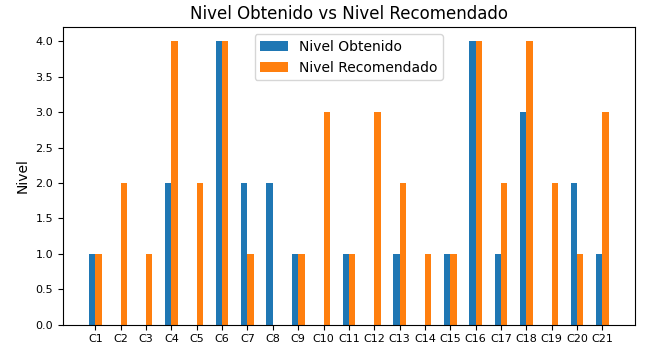 Nivel Obtenido vs Nivel Recomendado
Nivel Obtenido
Nivel Recomendado
Nivel
4.0
3.5
3.0
2.5
2.0
1.5
1.0
0.5
0.0
C1 C2 C3 C4 C5 C6 C7 C8 C9 C10 C11 C12 C13 C14 C15 C16 C17 C18 C19 C20 C21